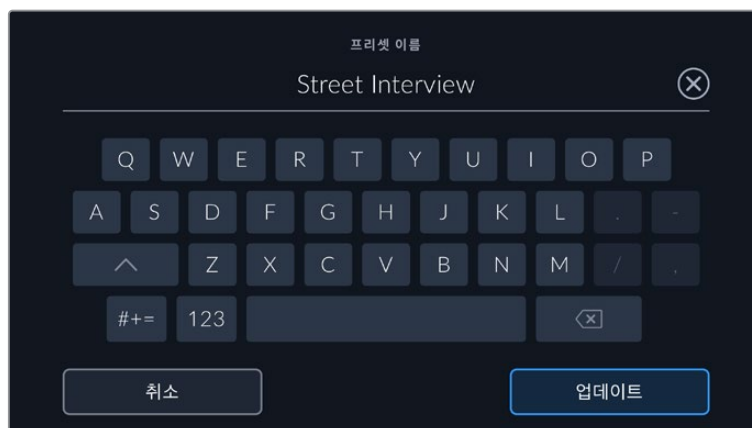 프리셋 이름
Street Interview
Q W E R T Y U I O P
A S D F G H J K L . -
Z X C V B N M / ,
#+= 123
취소 업데이트